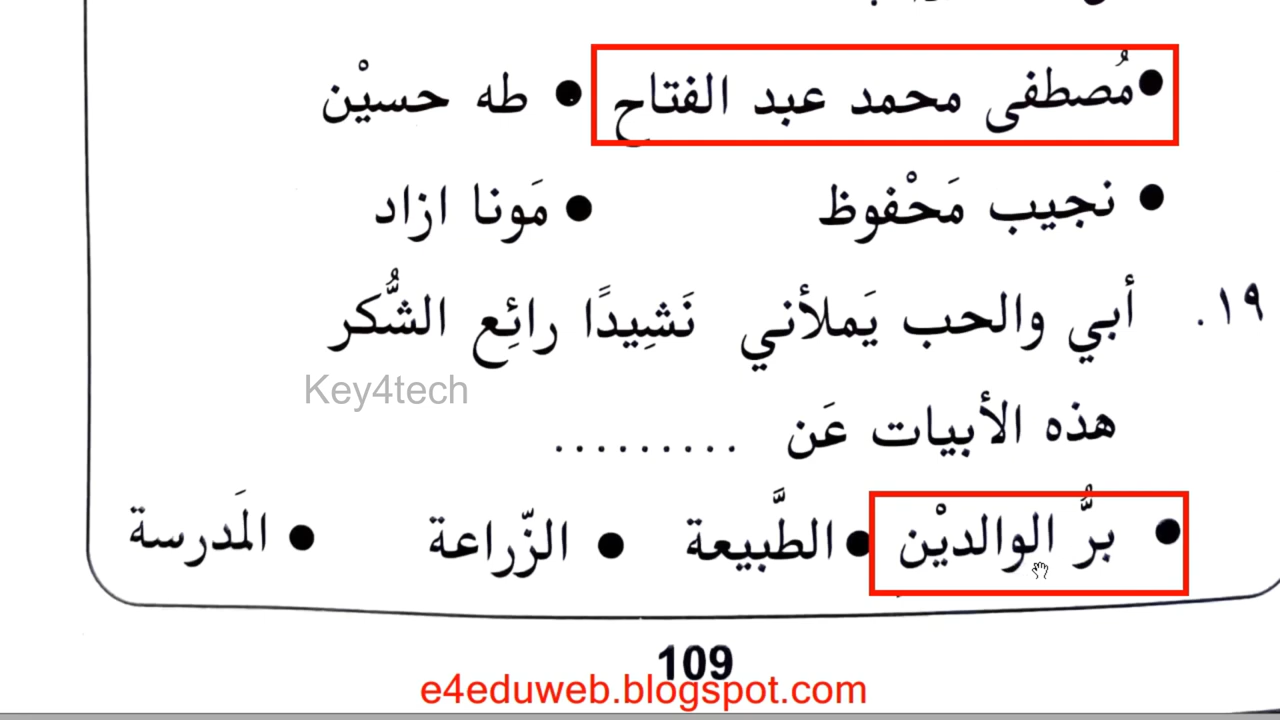 • مُصطفى محمد عبد الفتاح • طه حسيْن
• نجيب مَحْفوظ • مَونا ازاد
١٩. أبي والحب يَملأني نَشِيدًا رائِع الشُّكر
Key4tech
هذه الأبيات عَن .........
• برُّ الوالديْن • الطَّبيعة • الزّراعة • المَدرسة
109
e4eduweb.blogspot.com